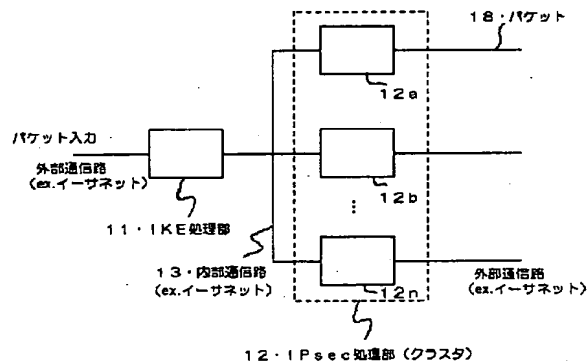 18・パケット
12a
パケット入力
外部通信路
(ex.イーサネット)
12b
⋮
11・IKE処理部
13・内部通信路
(ex.イーサネット)
12n
外部通信路
(ex.イーサネット)
12・IPsec処理部(クラスタ)